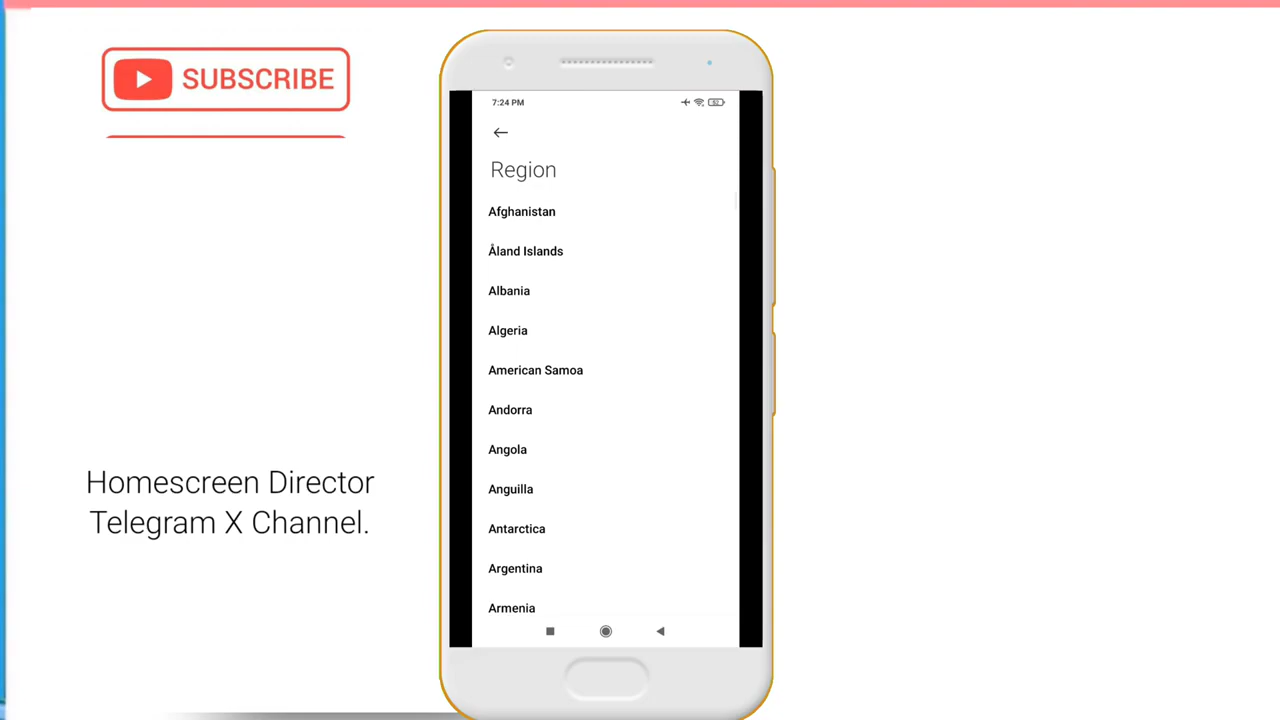 SUBSCRIBE
7:24 PM
Region
Afghanistan
Åland Islands
Albania
Algeria
American Samoa
Andorra
Angola
Anguilla
Antarctica
Argentina
Armenia
Homescreen Director
Telegram X Channel.